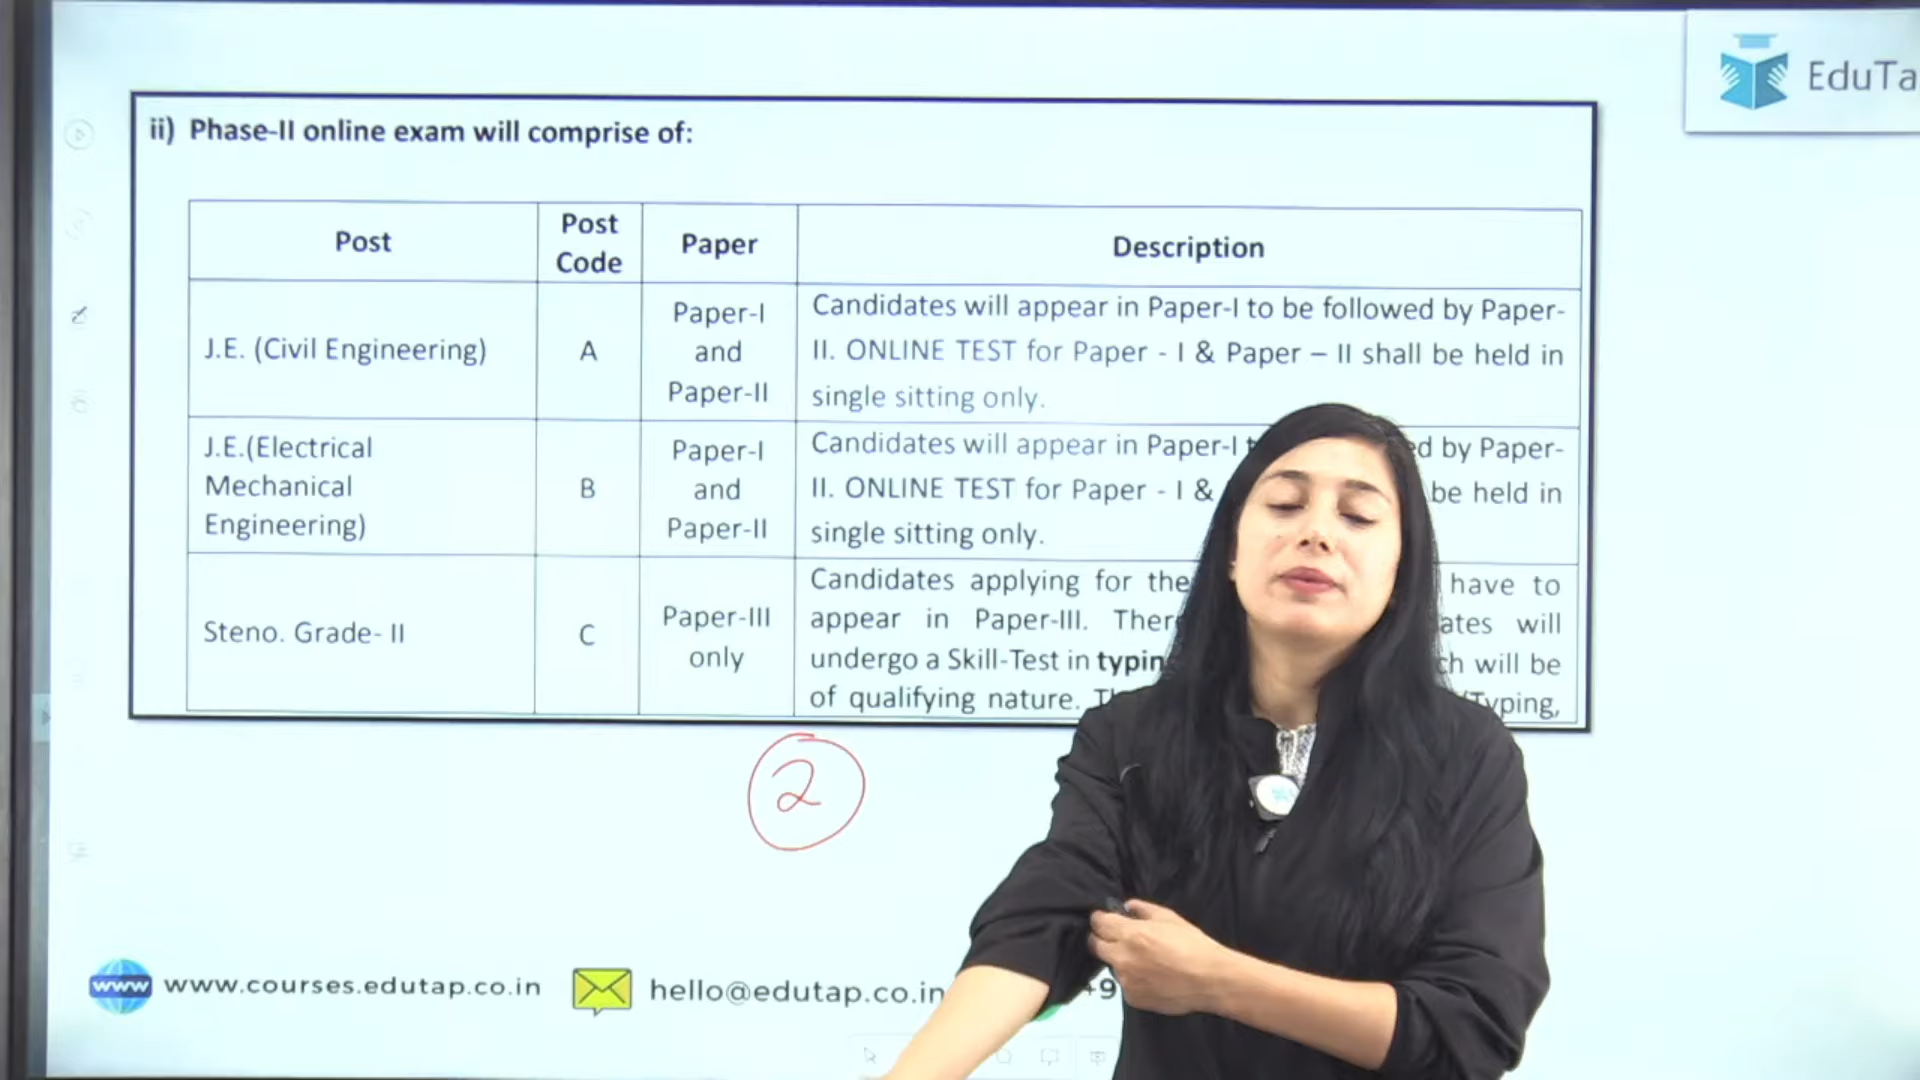 EduTa
ii) Phase-II online exam will comprise of:
Post
Post
Code
Paper
Description
J.E. (Civil Engineering)
A
Paper-I
and
Paper-II
Candidates will appear in Paper-I to be followed by Paper-
II. ONLINE TEST for Paper - I & Paper – II shall be held in
single sitting only.
J.E.(Electrical
Mechanical
Engineering)
B
Paper-I
and
Paper-II
Candidates will appear in Paper-I ed by Paper-
II. ONLINE TEST for Paper - I & be held in
single sitting only.
Steno. Grade- II
C
Paper-III
only
Candidates applying for the have to
appear in Paper-III. will
undergo a Skill-Test in typin will be
of qualifying nature. Typing,
2
www www.courses.edutap.co.in
hello@edutap.co.in
+9